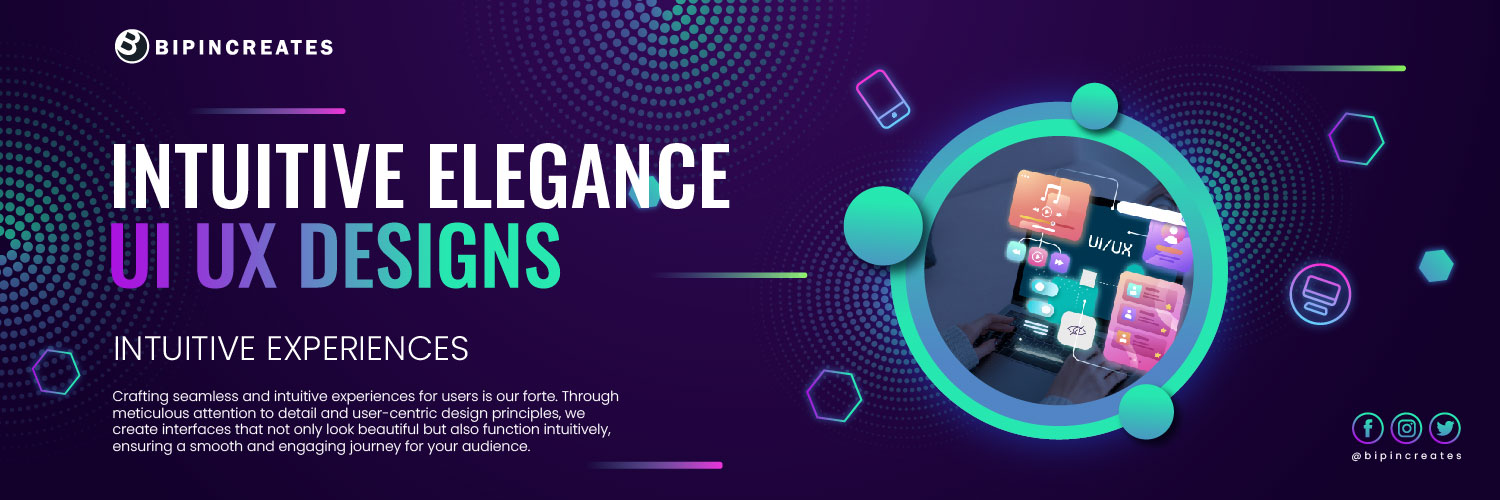 BIPINCREATES
INTUITIVE ELEGANCE
UI UX DESIGNS
INTUITIVE EXPERIENCES
Crafting seamless and intuitive experiences for users is our forte. Through
meticulous attention to detail and user-centric design principles, we
create interfaces that not only look beautiful but also function intuitively,
ensuring a smooth and engaging journey for your audience.
UI/UX
@bipincreates